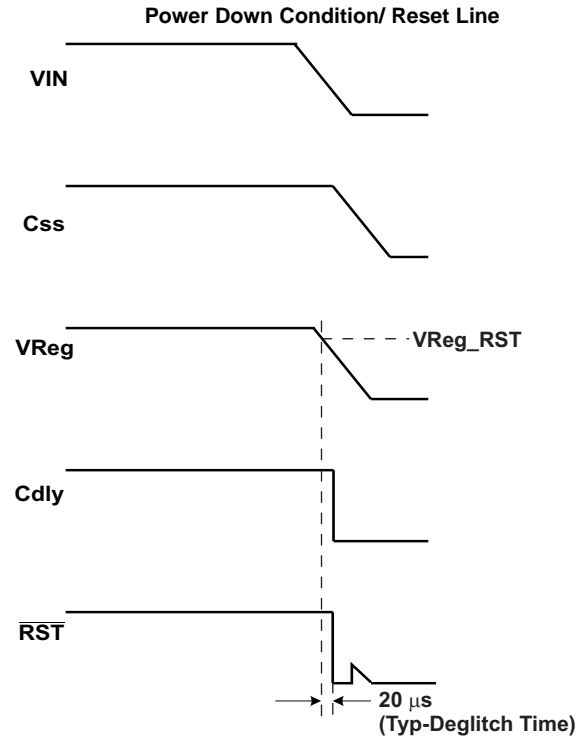 Power Down Condition/ Reset Line
VIN
Css
VReg
VReg_RST
Cdly
RST
20 μs
(Typ-Deglitch Time)